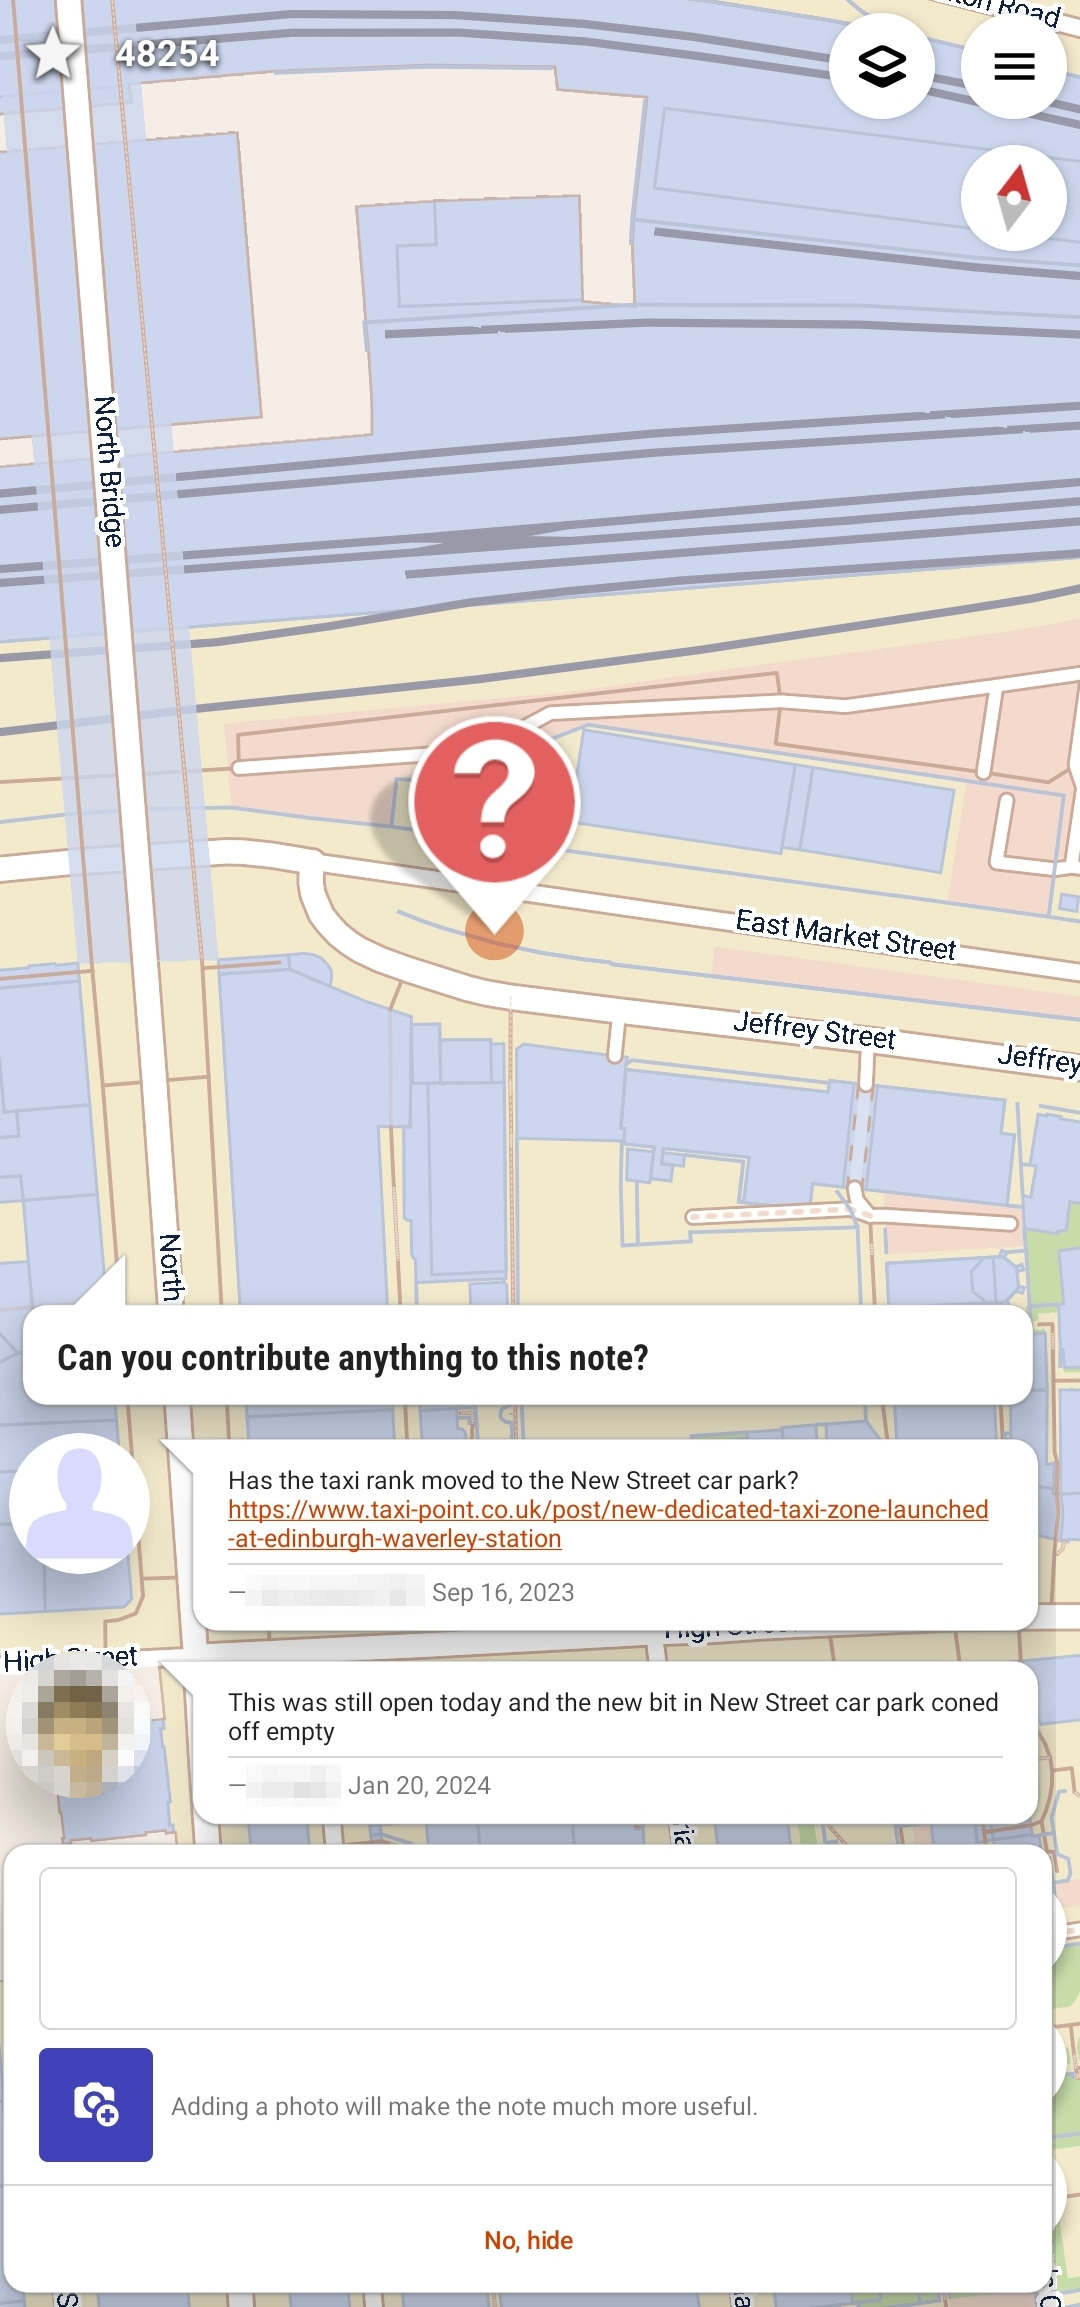 48254
North Bridge
East Market Street
Jeffrey Street
Jeffrey
North
Can you contribute anything to this note?
Has the taxi rank moved to the New Street car park?
https://www.taxi-point.co.uk/post/new-dedicated-taxi-zone-launched
-at-edinburgh-waverley-station
— Sep 16, 2023
High Street
This was still open today and the new bit in New Street car park coned
off empty
— Jan 20, 2024
Adding a photo will make the note much more useful.
No, hide